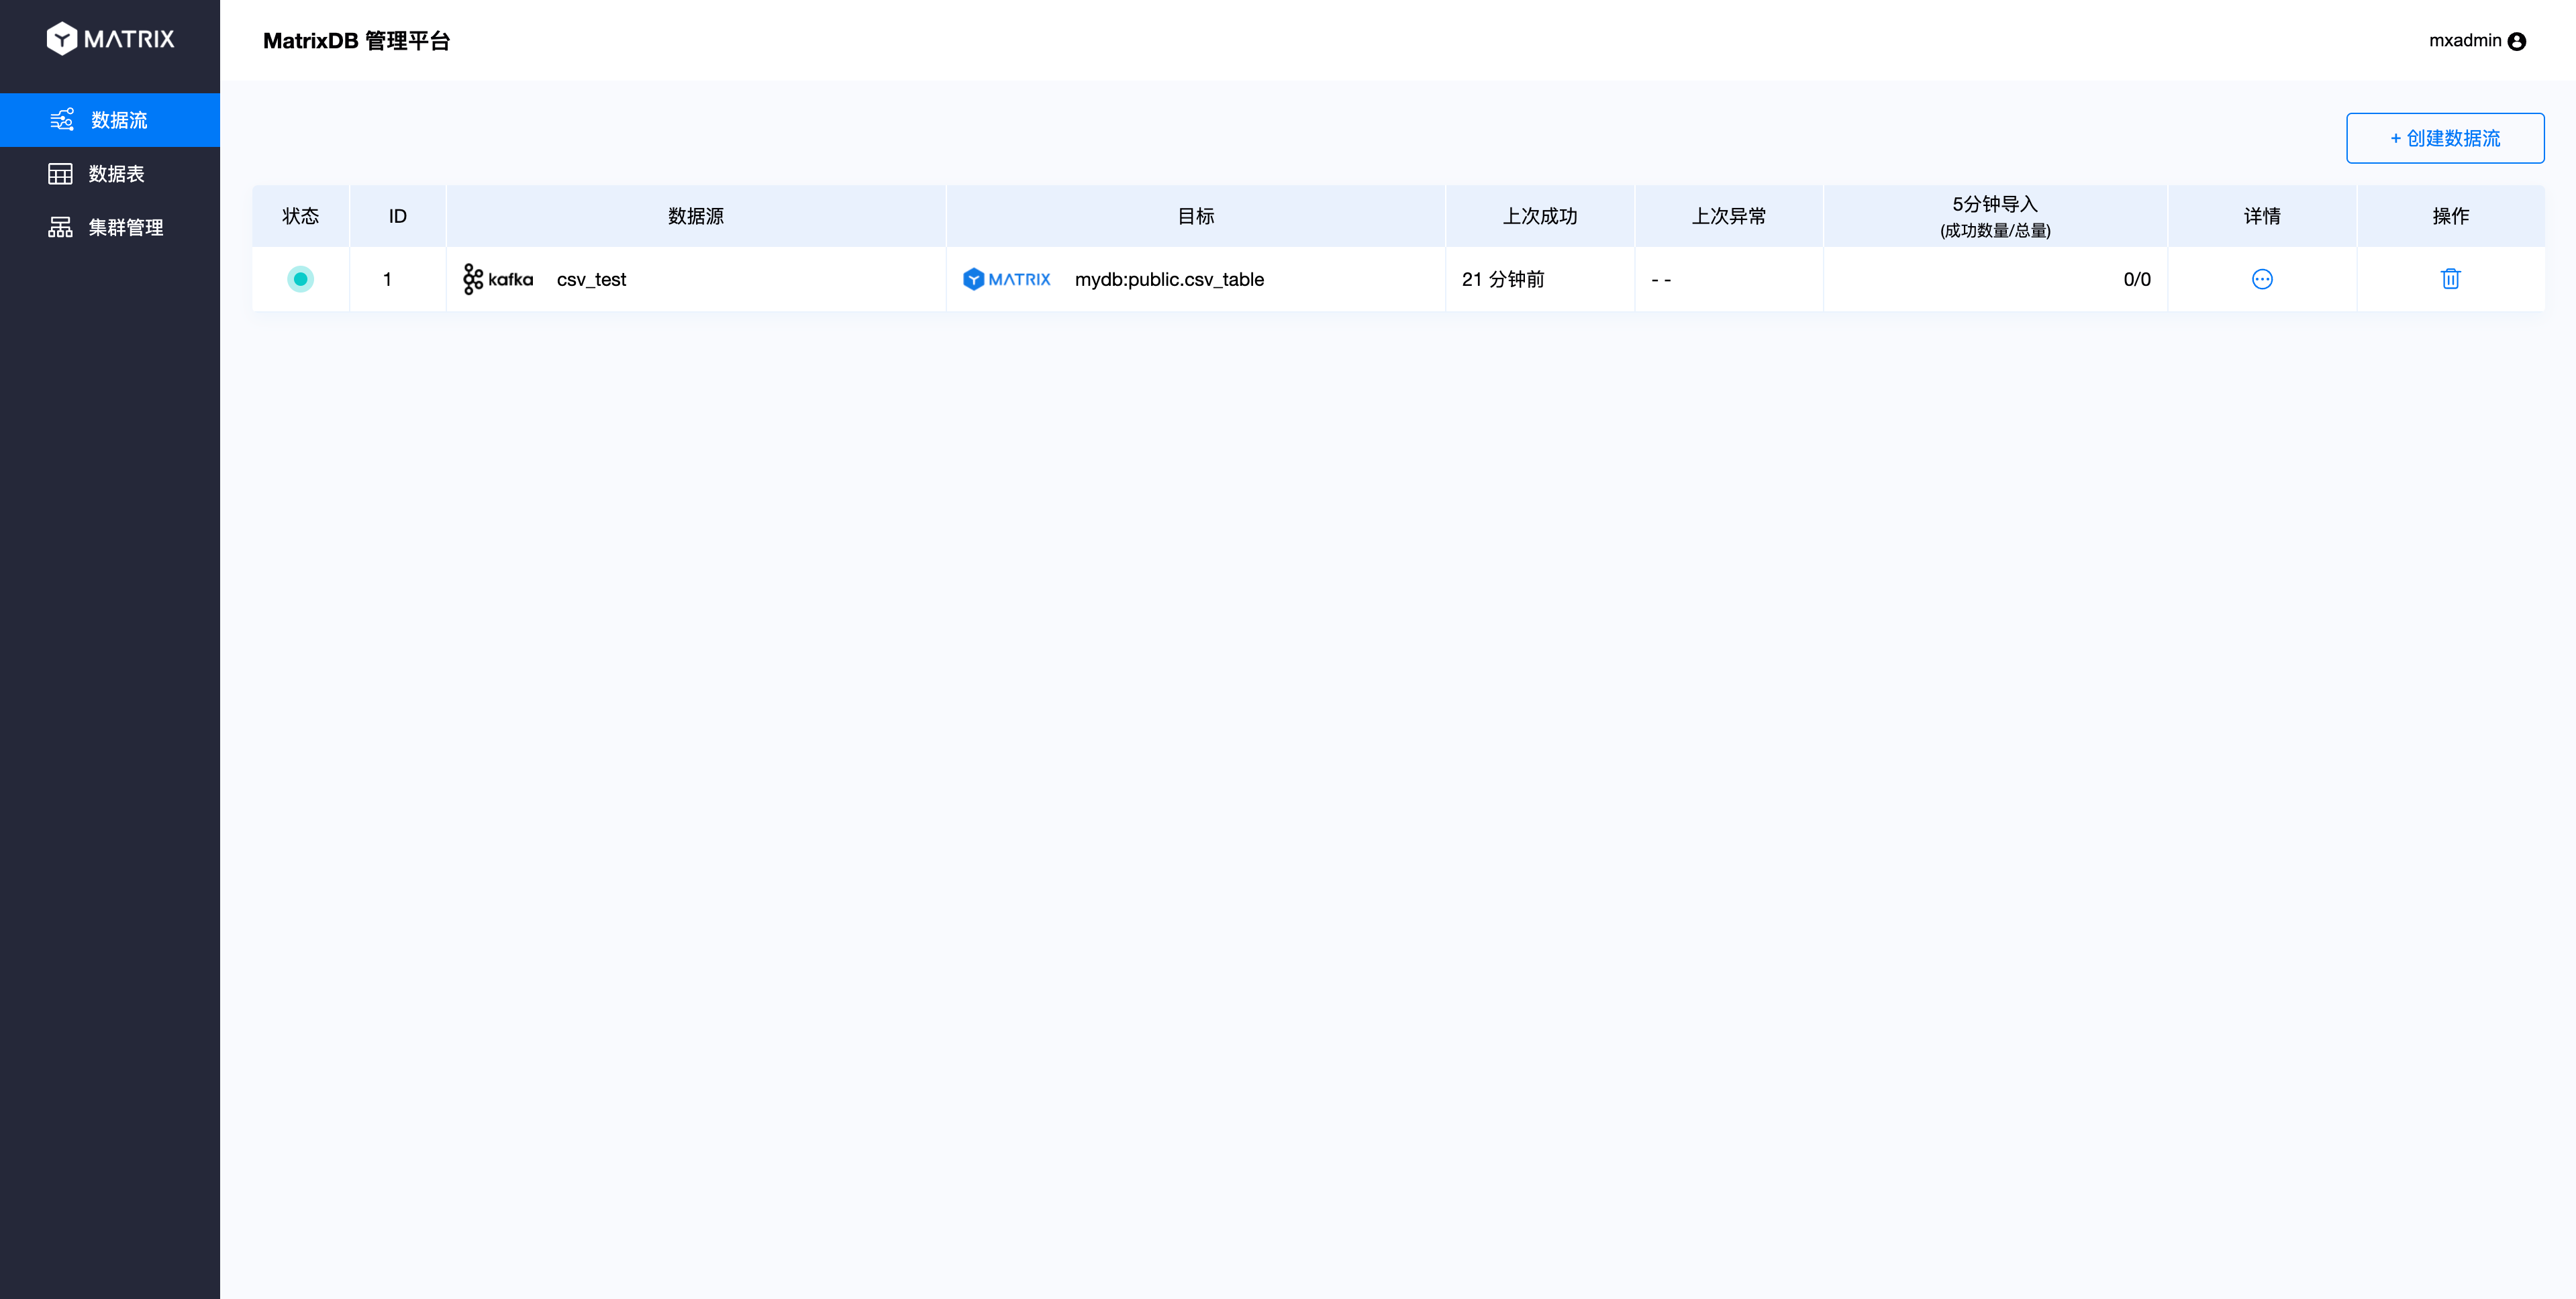 MATRIX
MatrixDB 管理平台
mxadmin
数据流
数据表
集群管理
+ 创建数据流
状态 ID 数据源 目标 上次成功 上次异常 5分钟导入 详情 操作
(成功数量/总量)
1 kafka csv_test MATRIX mydb:public.csv_table 21 分钟前 - - 0/0